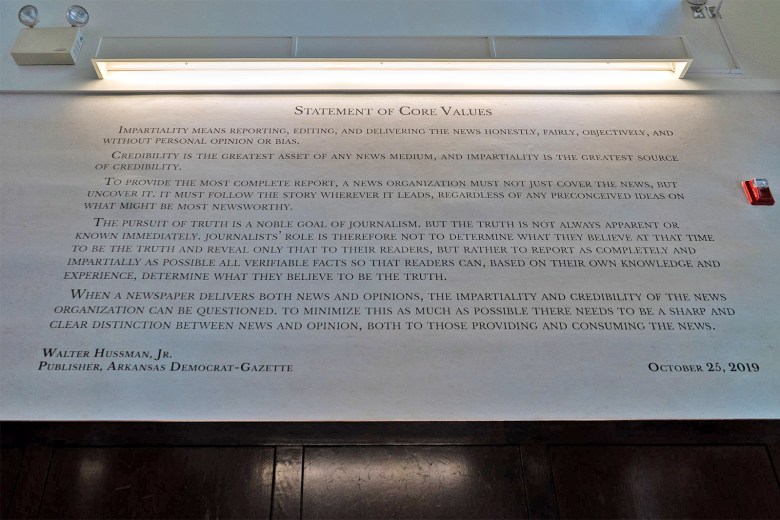 Statement of Core Values
Impartiality means reporting, editing, and delivering the news honestly, fairly, objectively, and
without personal opinion or bias.
Credibility is the greatest asset of any news medium, and impartiality is the greatest source
of credibility.
To provide the most complete report, a news organization must not just cover the news, but
uncover it. It must follow the story wherever it leads, regardless of any preconceived ideas on
what might be most newsworthy.
The pursuit of truth is a noble goal of journalism. But the truth is not always apparent or
known immediately. Journalists' role is therefore not to determine what they believe at that time
to be the truth and reveal only that to their readers, but rather to report as completely and
impartially as possible all verifiable facts so that readers can, based on their own knowledge and
experience, determine what they believe to be the truth.
When a newspaper delivers both news and opinions, the impartiality and credibility of the news
organization can be questioned. To minimize this as much as possible there needs to be a sharp and
clear distinction between news and opinion, both to those providing and consuming the news.
Walter Hussman, Jr.
Publisher, Arkansas Democrat-Gazette
October 25, 2019